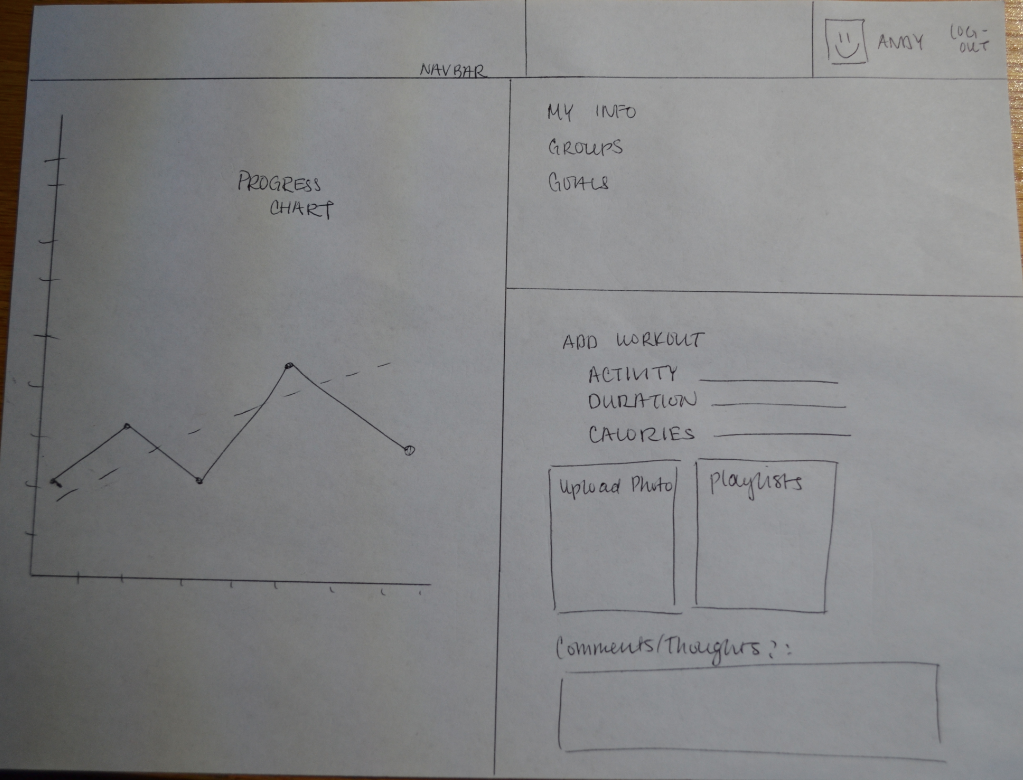 NAVBAR
ANDY
LOG-
OUT
MY INFO
GROUPS
GOALS
PROGRESS
CHART
ADD WORKOUT
ACTIVITY
DURATION
CALORIES
Upload Photo
Playlists
Comments/Thoughts?: